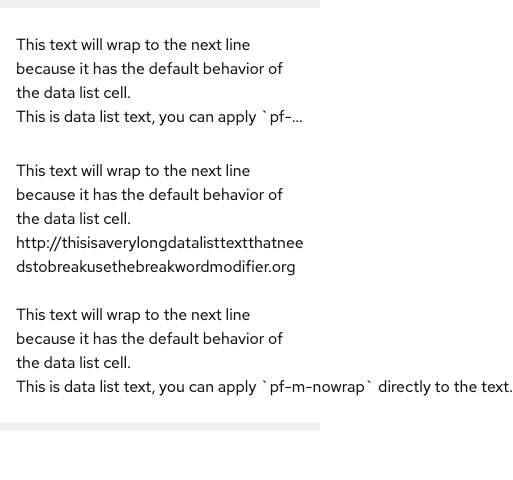 This text will wrap to the next line
because it has the default behavior of
the data list cell.
This is data list text, you can apply `pf-...
This text will wrap to the next line
because it has the default behavior of
the data list cell.
http://thisisaverylongdatalisttextthatnee
dstobreakusethebreakwordmodifier.org
This text will wrap to the next line
because it has the default behavior of
the data list cell.
This is data list text, you can apply `pf-m-nowrap` directly to the text.